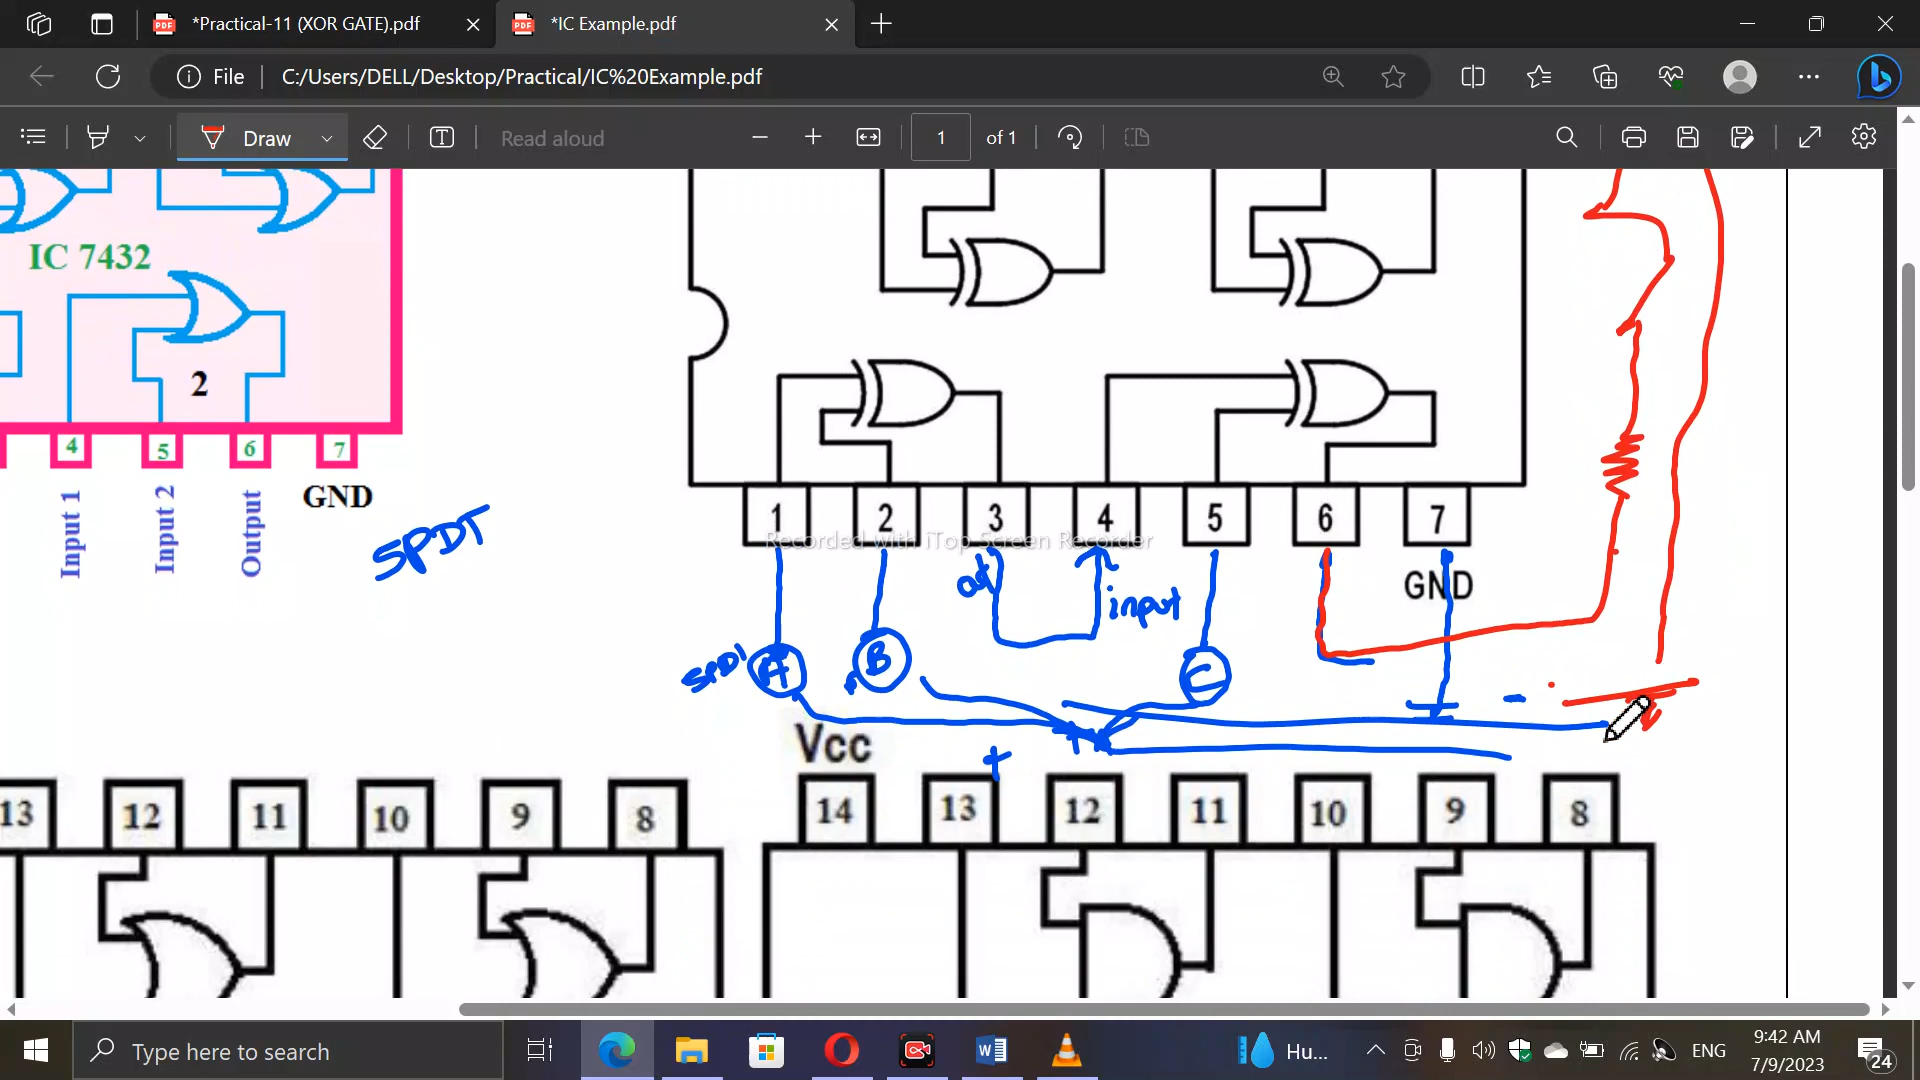 *Practical-11 (XOR GATE).pdf
*IC Example.pdf
File
C:/Users/DELL/Desktop/Practical/IC%20Example.pdf
Draw
Read aloud
1
of 1
IC 7432
2
4
5
6
7
Input 1
Input 2
Output
GND
SPDT
1
2
3
4
5
6
7
Recorded with iTop Screen Recorder
GND
input
A
B
C
+
-
Vcc
13
12
11
10
9
8
14
13
12
11
10
9
8
Type here to search
Hu...
ENG
9:42 AM
7/9/2023
24